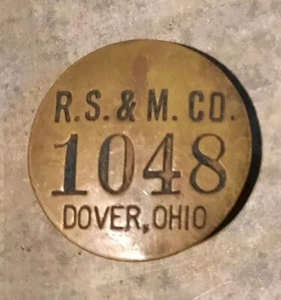 R.S. & M. CO.
1048
DOVER, OHIO